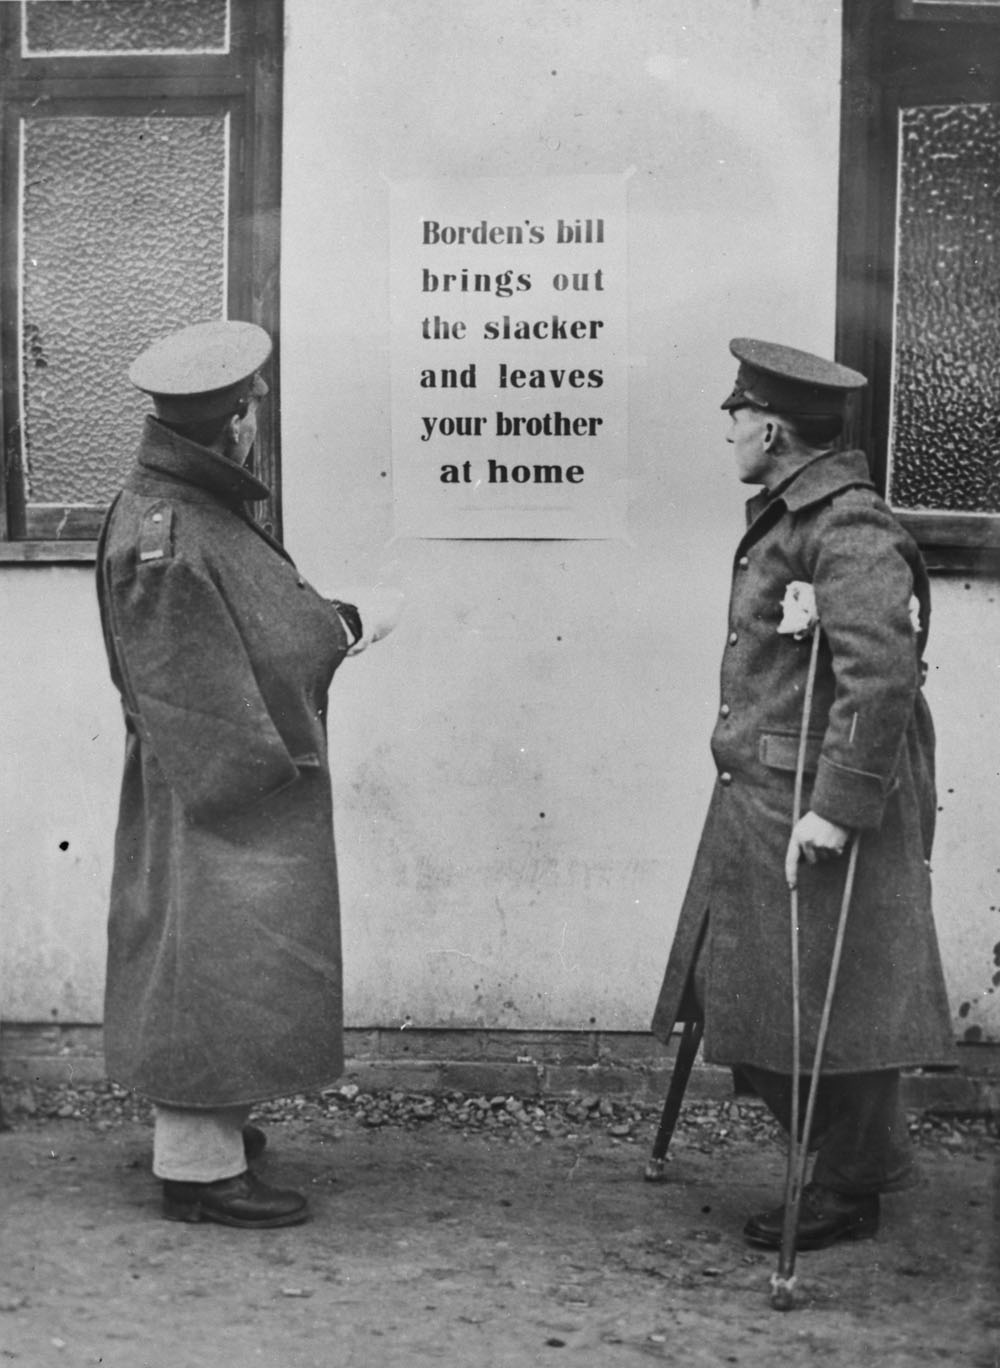 Borden's bill
brings out
the slacker
and leaves
your brother
at home